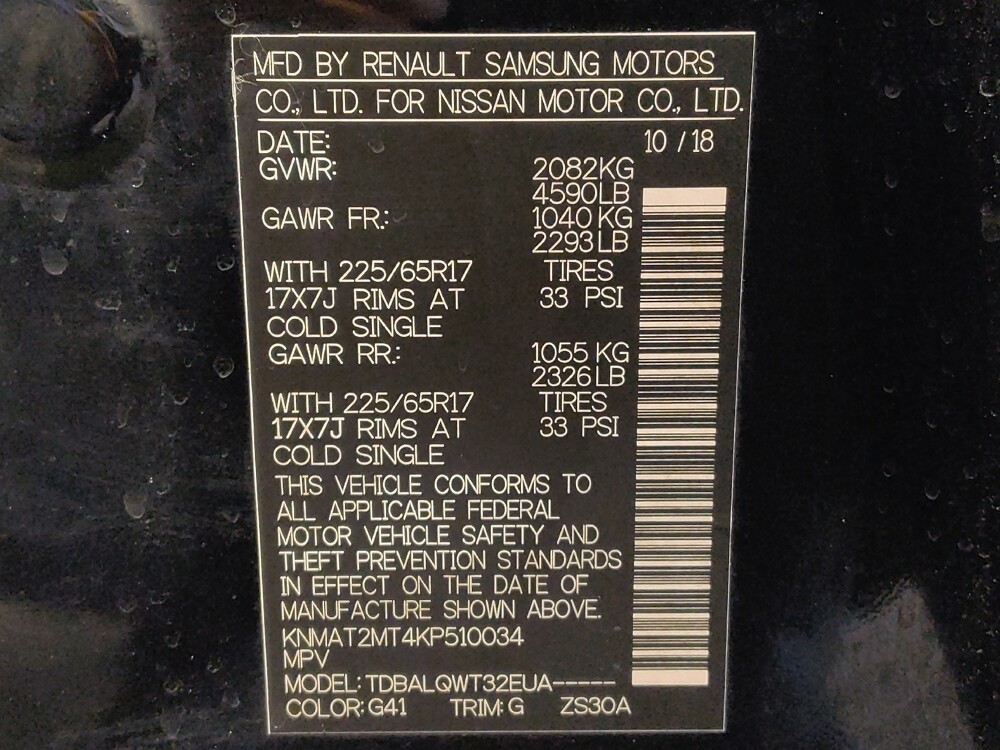 MFD BY RENAULT SAMSUNG MOTORS
CO., LTD. FOR NISSAN MOTOR CO., LTD.
DATE: 10 / 18
GVWR: 2082KG
4590LB
GAWR FR.: 1040 KG
2293LB
WITH 225/65R17 TIRES
17X7J RIMS AT 33 PSI
COLD SINGLE
GAWR RR.: 1055 KG
2326LB
WITH 225/65R17 TIRES
17X7J RIMS AT 33 PSI
COLD SINGLE
THIS VEHICLE CONFORMS TO
ALL APPLICABLE FEDERAL
MOTOR VEHICLE SAFETY AND
THEFT PREVENTION STANDARDS
IN EFFECT ON THE DATE OF
MANUFACTURE SHOWN ABOVE.
KNMAT2MT4KP510034
MPV
MODEL: TDBALQWT32EUA-----
COLOR: G41 TRIM: G ZS30A